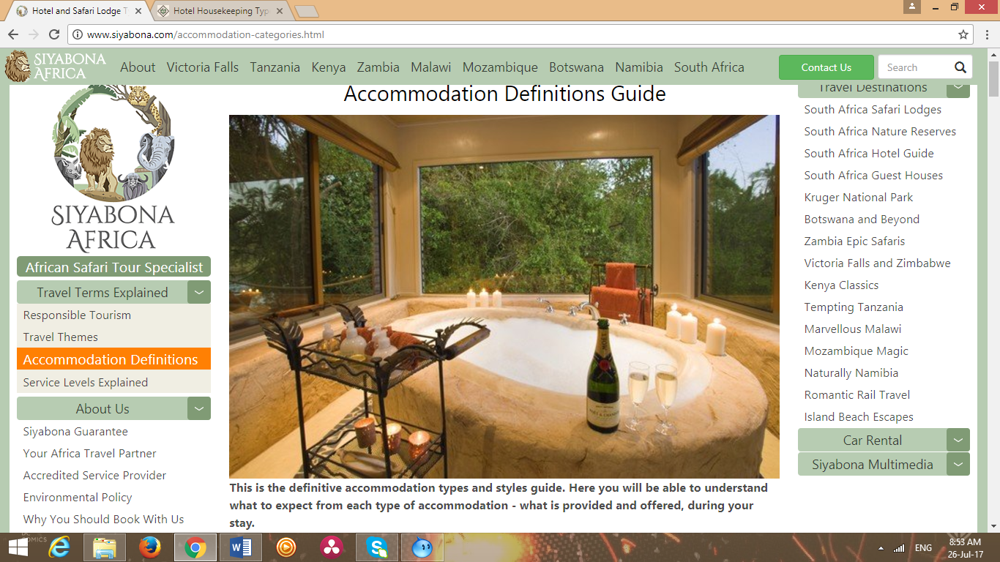 Hotel and Safari Lodge T
Hotel Housekeeping Typ
www.siyabona.com/accommodation-categories.html
SIYABONA AFRICA
About Victoria Falls Tanzania Kenya Zambia Malawi Mozambique Botswana Namibia South Africa
Contact Us
Search
SIYABONA
AFRICA
African Safari Tour Specialist
Travel Terms Explained
Responsible Tourism
Travel Themes
Accommodation Definitions
Service Levels Explained
About Us
Siyabona Guarantee
Your Africa Travel Partner
Accredited Service Provider
Environmental Policy
Why You Should Book With Us
Accommodation Definitions Guide
This is the definitive accommodation types and styles guide. Here you will be able to understand
what to expect from each type of accommodation - what is provided and offered, during your
stay.
Travel Destinations
South Africa Safari Lodges
South Africa Nature Reserves
South Africa Hotel Guide
South Africa Guest Houses
Kruger National Park
Botswana and Beyond
Zambia Epic Safaris
Victoria Falls and Zimbabwe
Kenya Classics
Tempting Tanzania
Marvellous Malawi
Mozambique Magic
Naturally Namibia
Romantic Rail Travel
Island Beach Escapes
Car Rental
Siyabona Multimedia
COMICS
ENG
8:53 AM
26-Jul-17